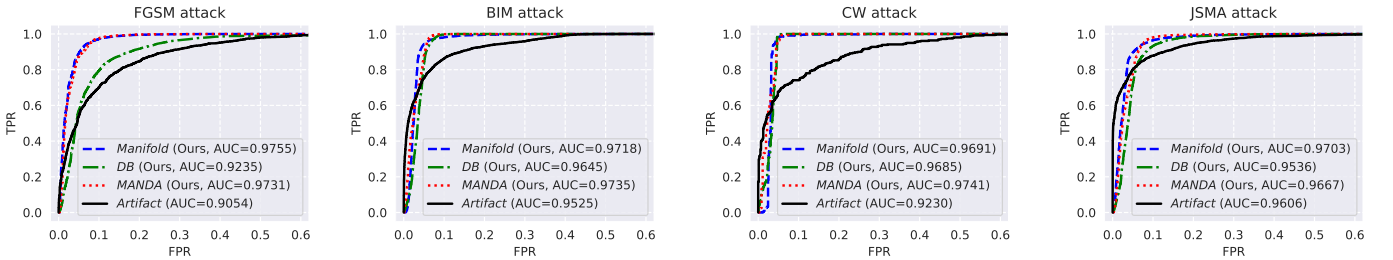 FGSM attack
TPR
1.0
0.8
0.6
0.4
0.2
0.0
Manifold (Ours, AUC=0.9755)
DB (Ours, AUC=0.9235)
MANDA (Ours, AUC=0.9731)
Artifact (AUC=0.9054)
0.0 0.1 0.2 0.3 0.4 0.5 0.6
FPR
BIM attack
TPR
1.0
0.8
0.6
0.4
0.2
0.0
Manifold (Ours, AUC=0.9718)
DB (Ours, AUC=0.9645)
MANDA (Ours, AUC=0.9735)
Artifact (AUC=0.9525)
0.0 0.1 0.2 0.3 0.4 0.5 0.6
FPR
CW attack
TPR
1.0
0.8
0.6
0.4
0.2
0.0
Manifold (Ours, AUC=0.9691)
DB (Ours, AUC=0.9685)
MANDA (Ours, AUC=0.9741)
Artifact (AUC=0.9230)
0.0 0.1 0.2 0.3 0.4 0.5 0.6
FPR
JSMA attack
TPR
1.0
0.8
0.6
0.4
0.2
0.0
Manifold (Ours, AUC=0.9703)
DB (Ours, AUC=0.9536)
MANDA (Ours, AUC=0.9667)
Artifact (AUC=0.9606)
0.0 0.1 0.2 0.3 0.4 0.5 0.6
FPR